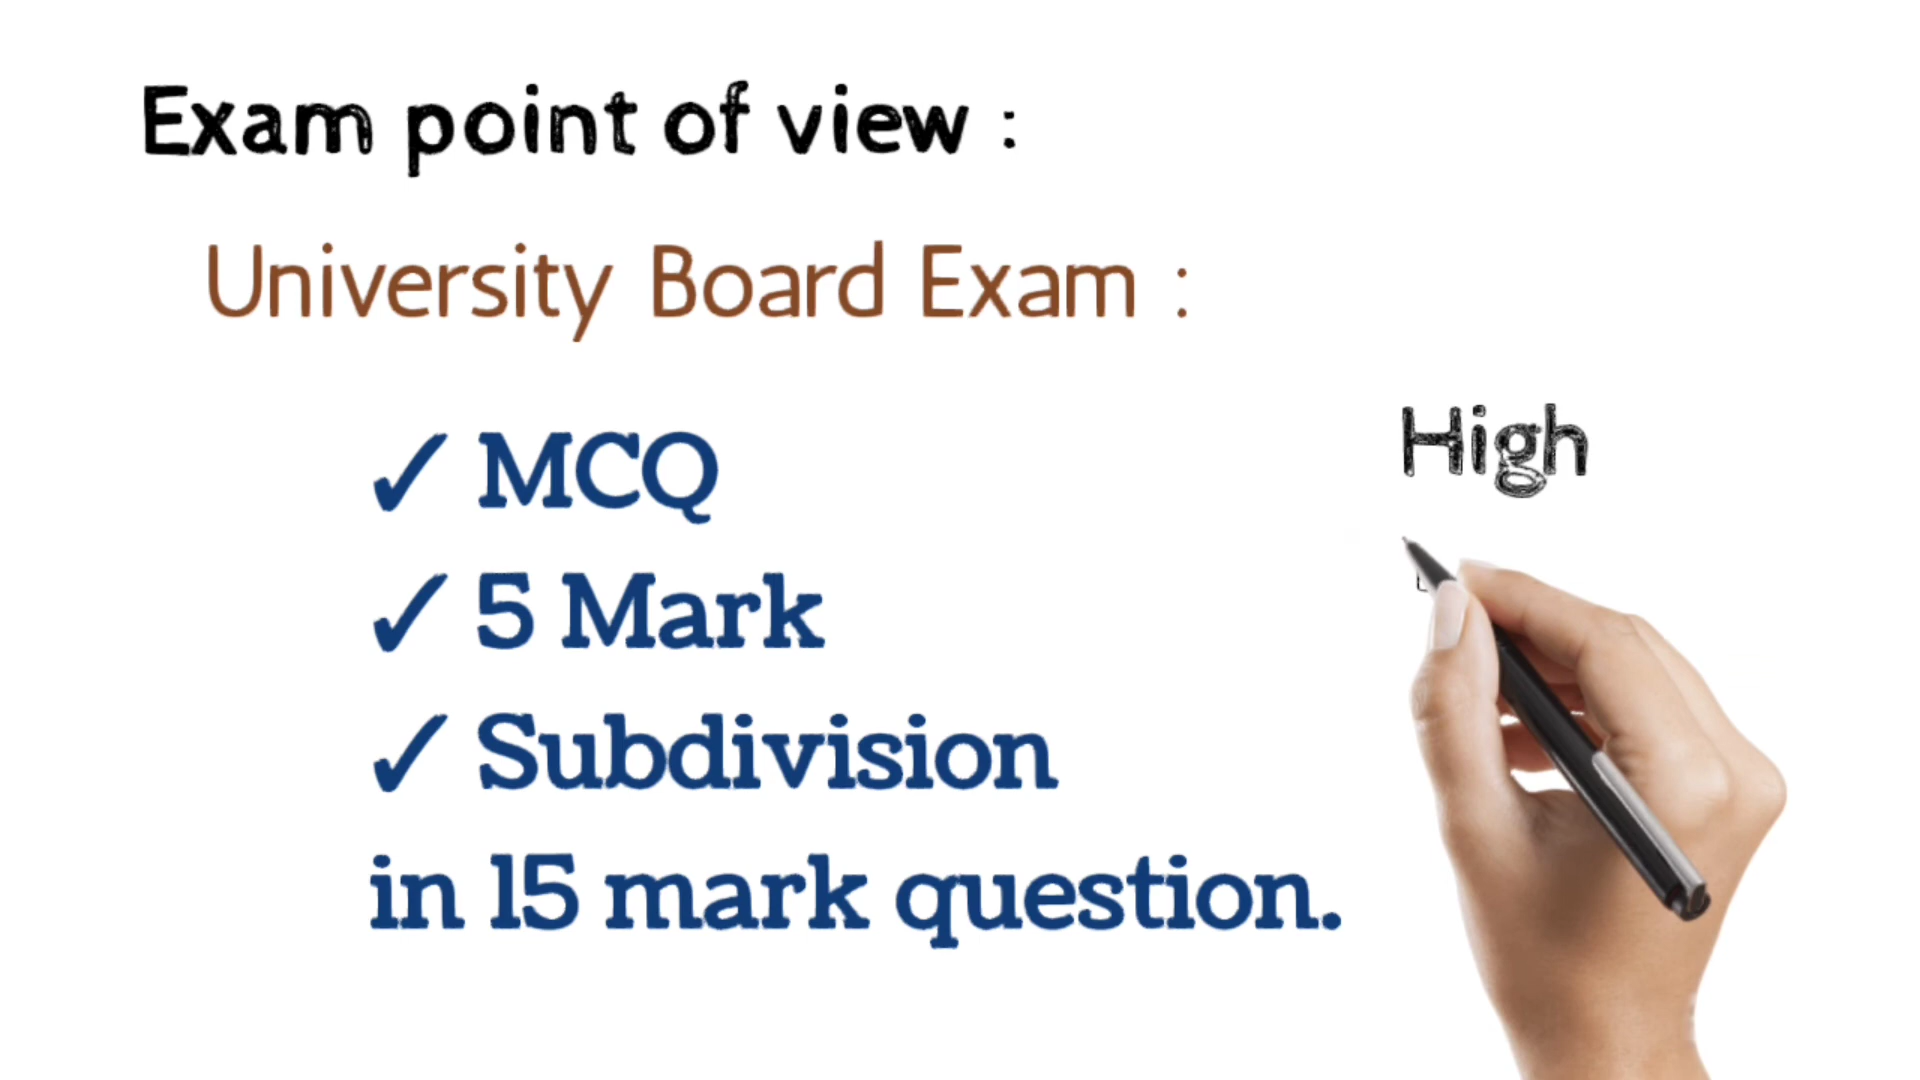 Exam point of view :
University Board Exam :
✓ MCQ
High
✓ 5 Mark
✓ Subdivision
in 15 mark question.